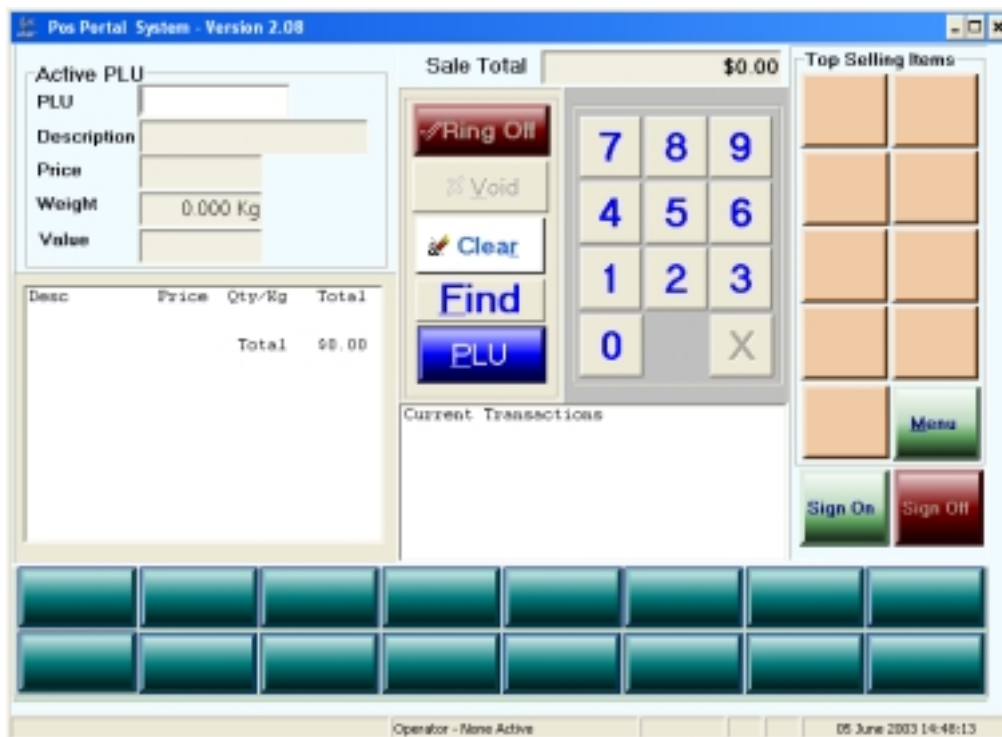 Pos Portal System - Version 2.08
Active PLU
PLU
Description
Price
Weight 0.000 Kg
Value
Sale Total $0.00
Ring Off
Void
Clear
Find
PLU
7 8 9
4 5 6
1 2 3
0 X
Top Selling Items
Menu
Sign On Sign Off
Desc Price Qty/Kg Total
Total $0.00
Current Transactions
Operator - None Active 05 June 2003 14:48:13